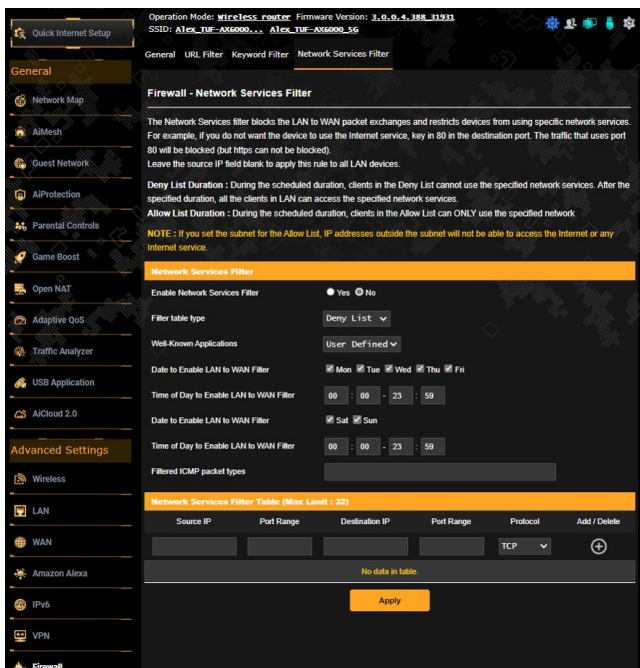 Operation Mode: Wireless router Firmware Version: 3.0.0.4.388_31931
SSID: Alex_TUF-AX6000... Alex_TUF-AX6000_5G
Quick Internet Setup
General
Network Map
AiMesh
Guest Network
AiProtection
Parental Controls
Game Boost
Open NAT
Adaptive QoS
Traffic Analyzer
USB Application
AiCloud 2.0
Advanced Settings
Wireless
LAN
WAN
Amazon Alexa
IPv6
VPN
Firewall
General URL Filter Keyword Filter Network Services Filter
Firewall - Network Services Filter
The Network Services filter blocks the LAN to WAN packet exchanges and restricts devices from using specific network services.
For example, if you do not want the device to use the Internet service, key in 80 in the destination port. The traffic that uses port
80 will be blocked (but https can not be blocked).
Leave the source IP field blank to apply this rule to all LAN devices.
Deny List Duration : During the scheduled duration, clients in the Deny List cannot use the specified network services. After the
specified duration, all the clients in LAN can access the specified network services.
Allow List Duration : During the scheduled duration, clients in the Allow List can ONLY use the specified network
NOTE : If you set the subnet for the Allow List, IP addresses outside the subnet will not be able to access the Internet or any
Internet service.
Network Services Filter
Enable Network Services Filter Yes No
Filter table type Deny List
Well-Known Applications User Defined
Date to Enable LAN to WAN Filter Mon Tue Wed Thu Fri
Time of Day to Enable LAN to WAN Filter 00 : 00 - 23 : 59
Date to Enable LAN to WAN Filter Sat Sun
Time of Day to Enable LAN to WAN Filter 00 : 00 - 23 : 59
Filtered ICMP packet types
Network Services Filter Table (Max Limit : 32)
Source IP Port Range Destination IP Port Range Protocol Add / Delete
TCP
No data in table.
Apply